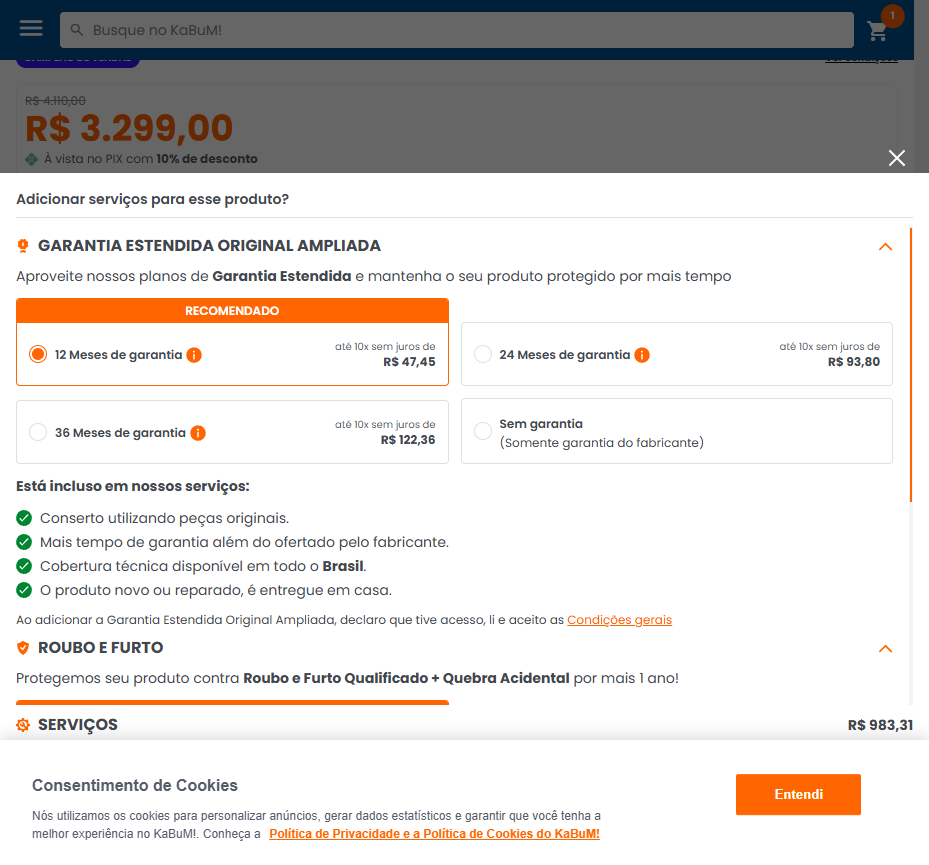 Busque no KaBuM!
1
R$ 4.110,00
R$ 3.299,00
À vista no PIX com 10% de desconto
Adicionar serviços para esse produto?
GARANTIA ESTENDIDA ORIGINAL AMPLIADA
Aproveite nossos planos de Garantia Estendida e mantenha o seu produto protegido por mais tempo
RECOMENDADO
12 Meses de garantia
até 10x sem juros de
R$ 47,45
24 Meses de garantia
até 10x sem juros de
R$ 93,80
36 Meses de garantia
até 10x sem juros de
R$ 122,36
Sem garantia
(Somente garantia do fabricante)
Está incluso em nossos serviços:
Conserto utilizando peças originais.
Mais tempo de garantia além do ofertado pelo fabricante.
Cobertura técnica disponível em todo o Brasil.
O produto novo ou reparado, é entregue em casa.
Ao adicionar a Garantia Estendida Original Ampliada, declaro que tive acesso, li e aceito as Condições gerais
ROUBO E FURTO
Protegemos seu produto contra Roubo e Furto Qualificado + Quebra Acidental por mais 1 ano!
SERVIÇOS
R$ 983,31
Consentimento de Cookies
Nós utilizamos os cookies para personalizar anúncios, gerar dados estatísticos e garantir que você tenha a
melhor experiência no KaBuM!. Conheça a Política de Privacidade e a Política de Cookies do KaBuM!
Entendi